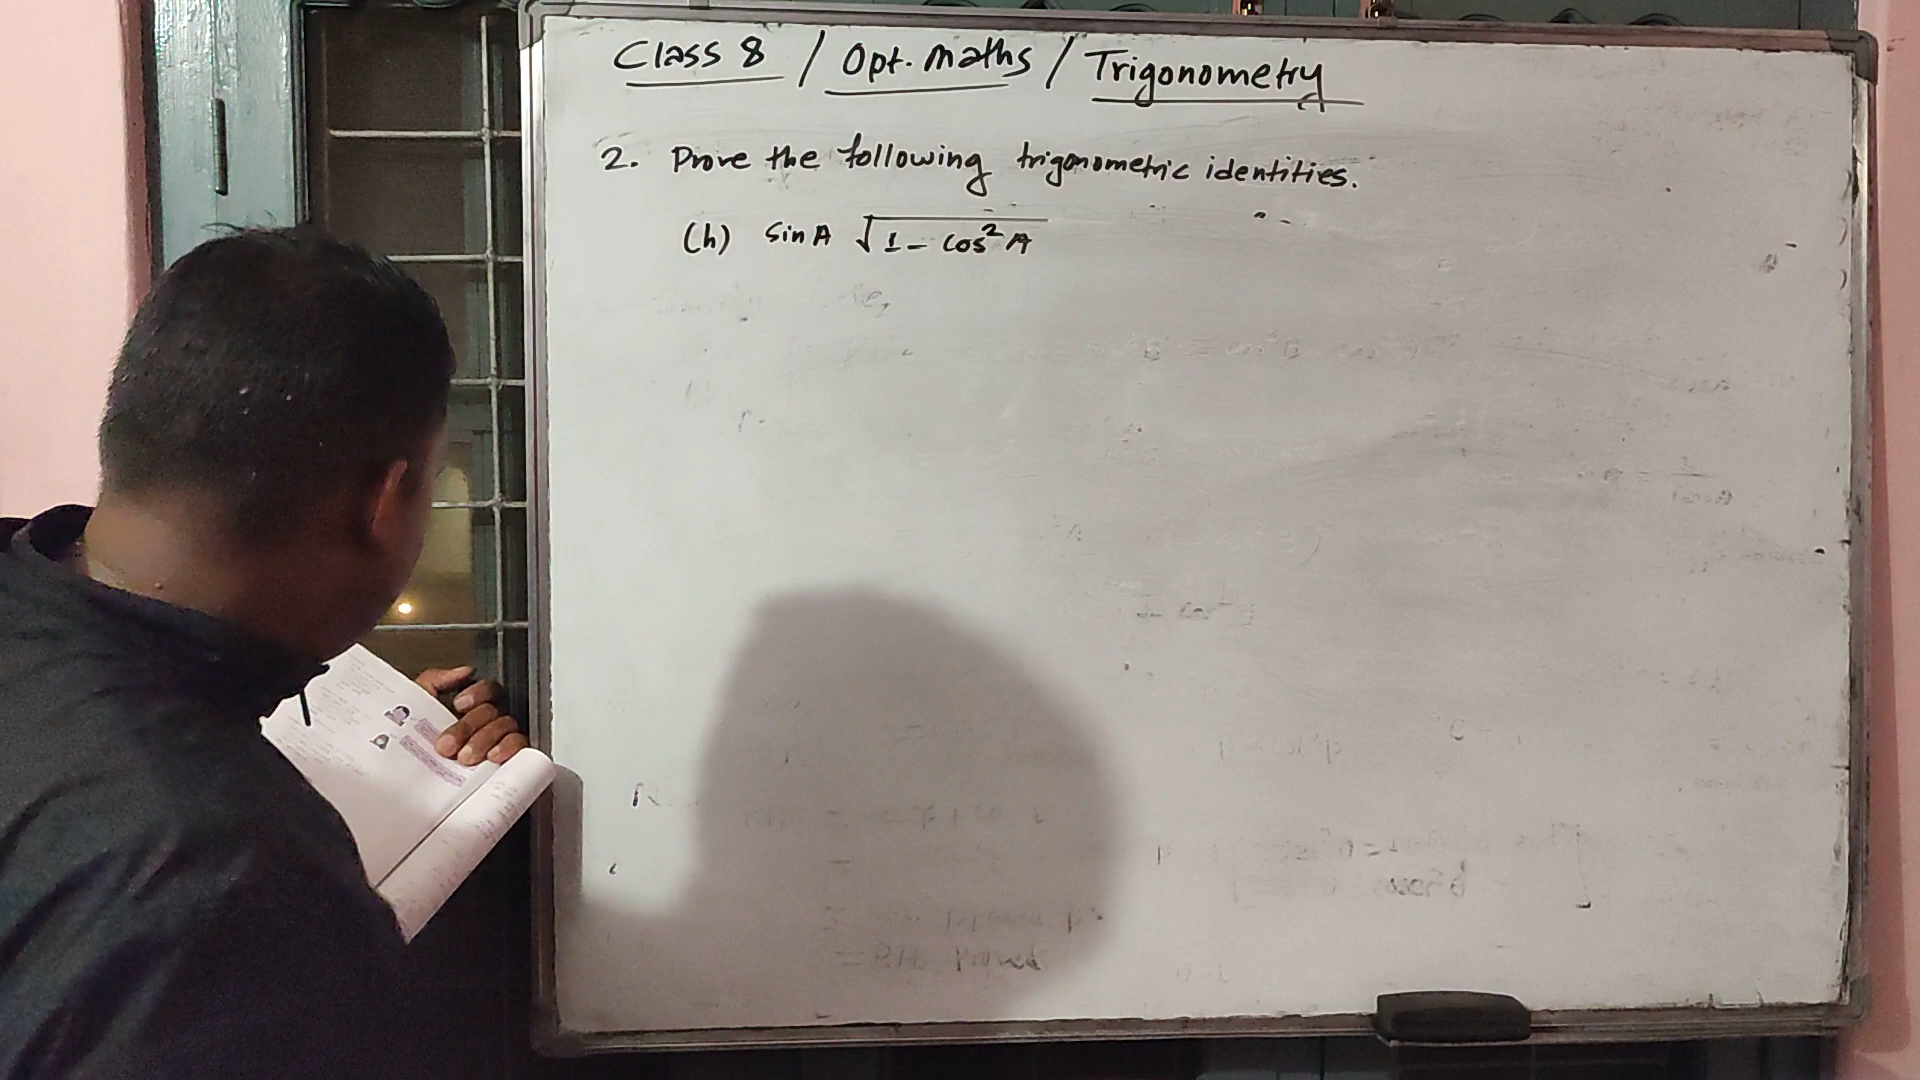 Class 8 / Opt. Maths / Trigonometry
2. Prove the following trigonometric identities.
(h) sin A √1 - cos²A